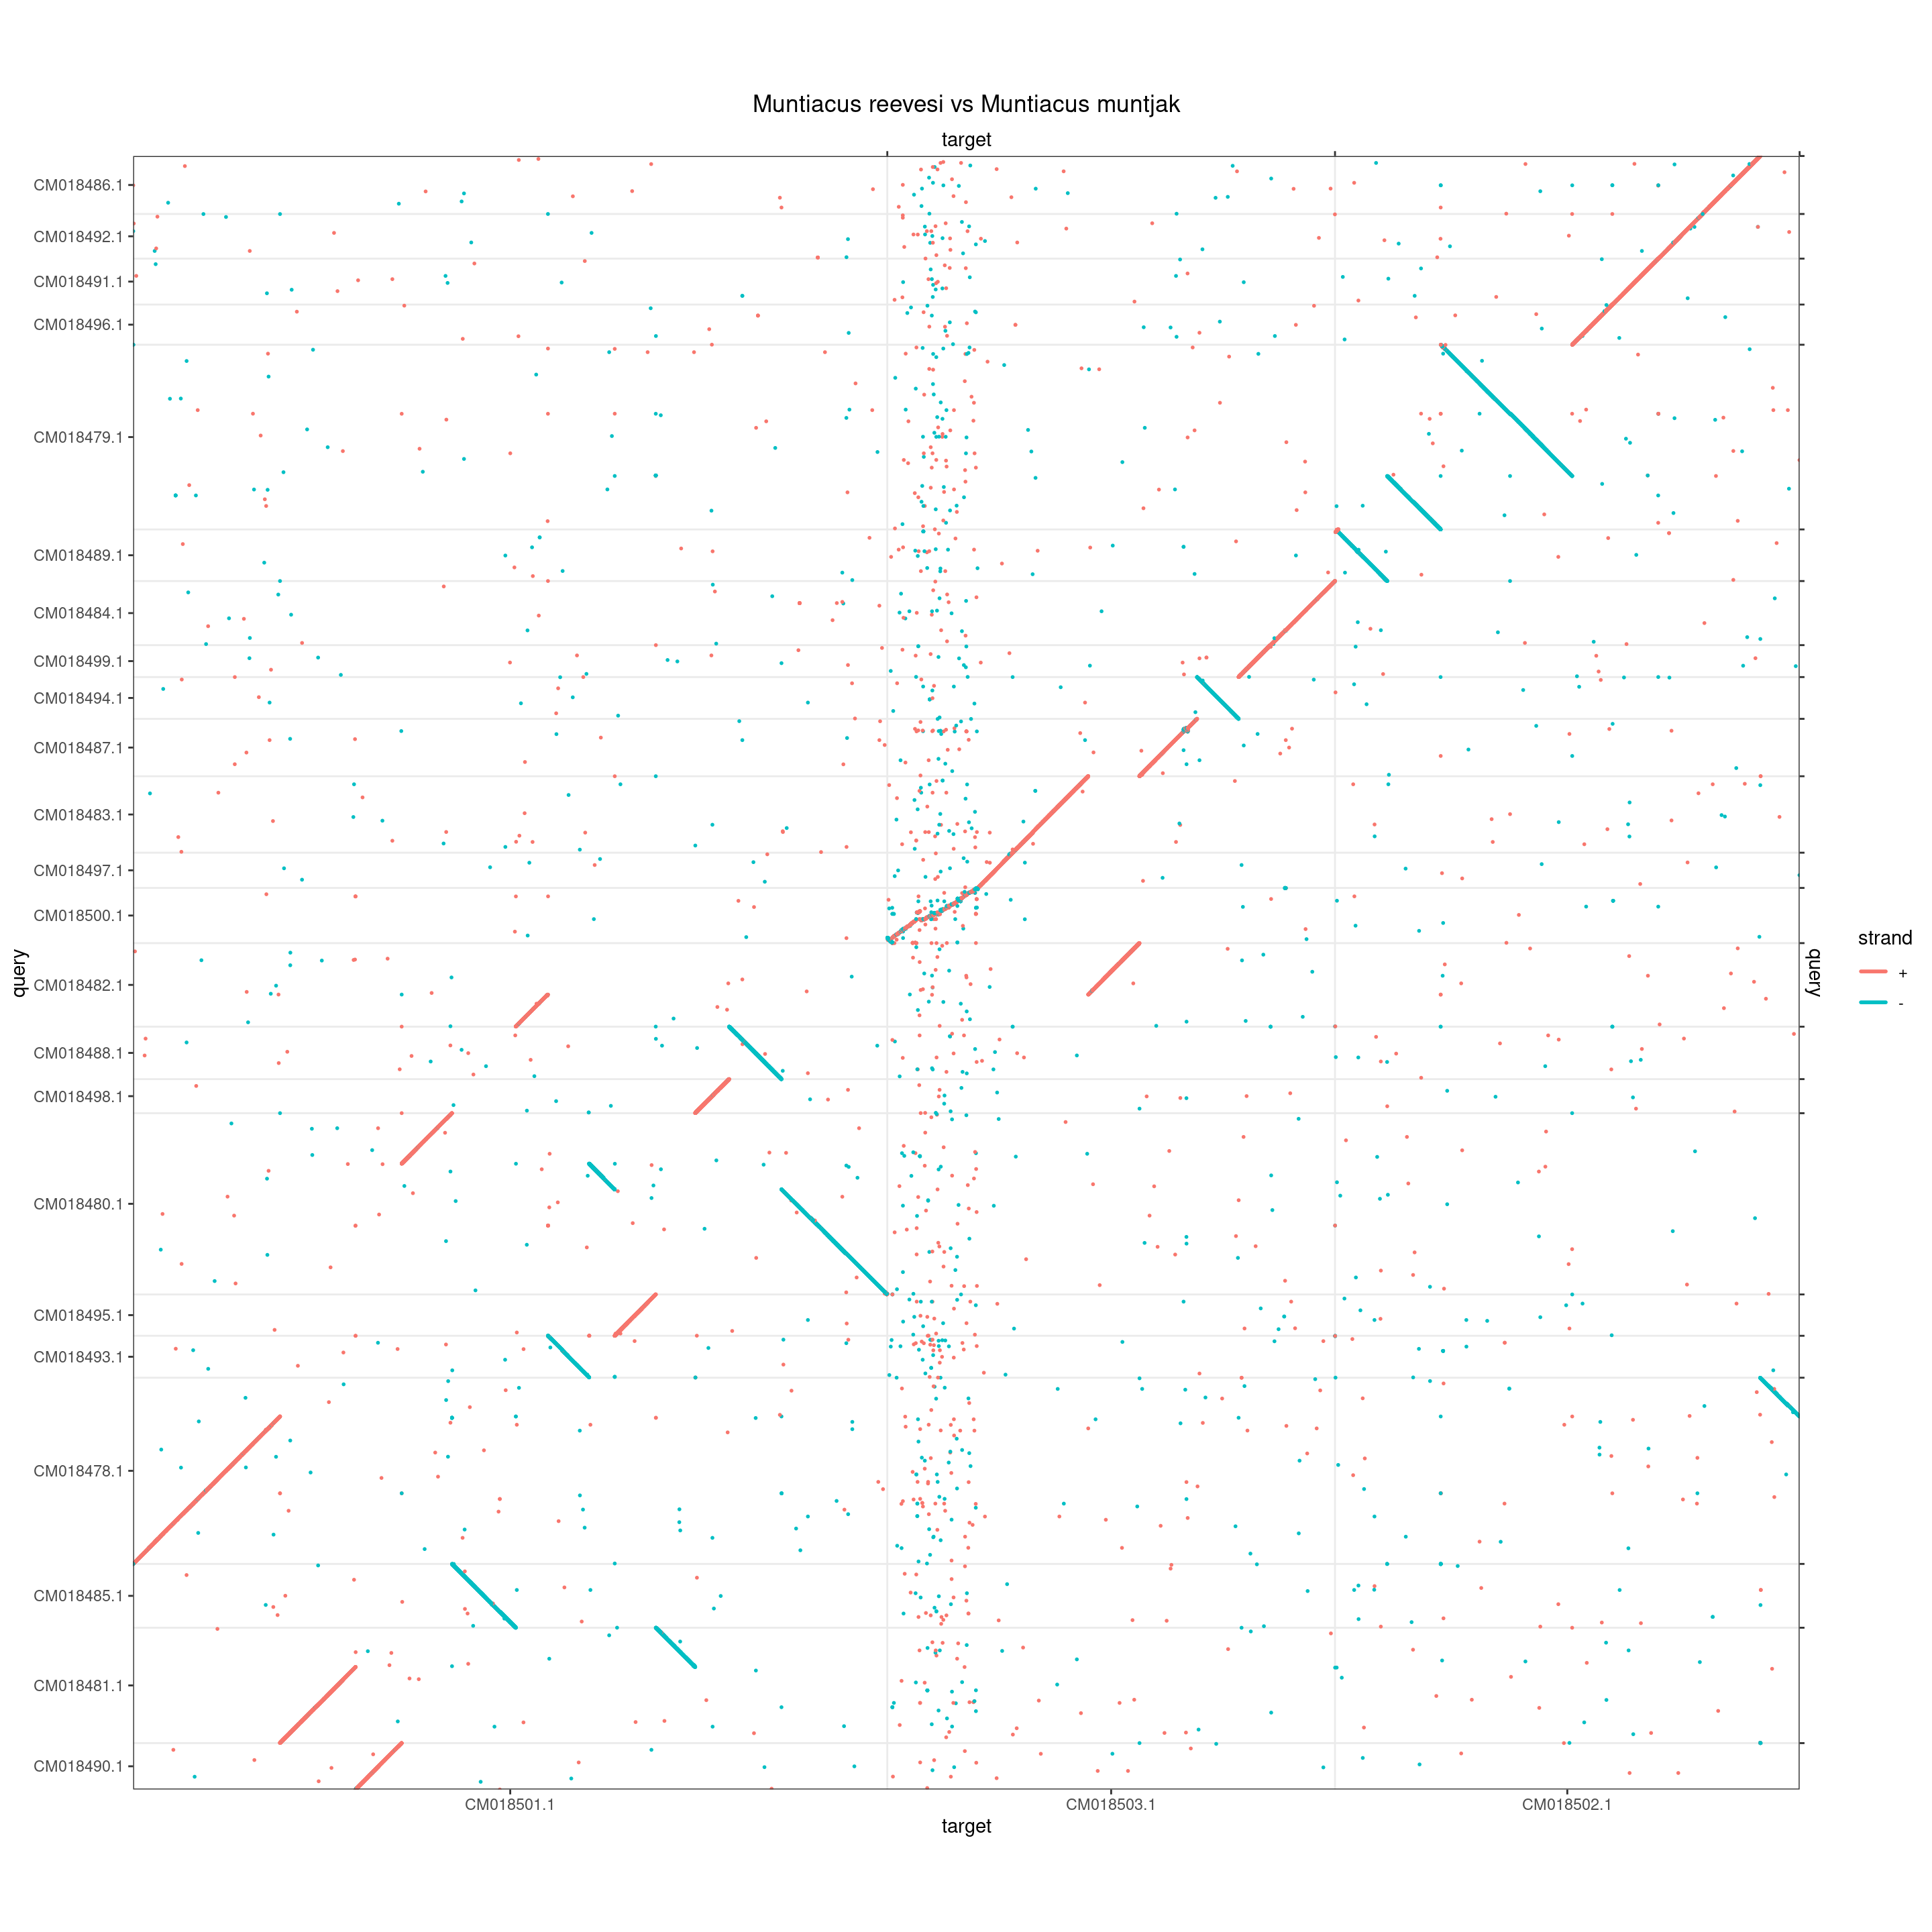 Muntiacus reevesi vs Muntiacus muntjak
target
CM018486.1
CM018492.1
CM018491.1
CM018496.1
CM018479.1
CM018489.1
CM018484.1
CM018499.1
CM018494.1
CM018487.1
CM018483.1
CM018497.1
CM018500.1
CM018482.1
CM018488.1
CM018498.1
CM018480.1
CM018495.1
CM018493.1
CM018478.1
CM018485.1
CM018481.1
CM018490.1
query
query
strand
+
-
CM018501.1 CM018503.1 CM018502.1
target